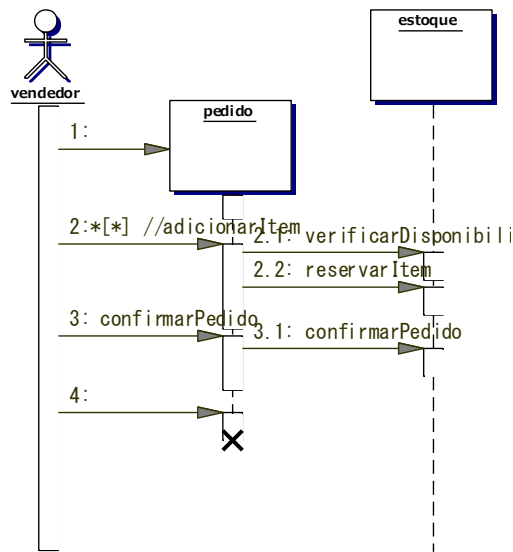 estoque
vendedor
pedido
1:
2:*[*] //adicionarItem
2.1: verificarDisponibili
2.2: reservarItem
3: confirmarPedido
3.1: confirmarPedido
4: